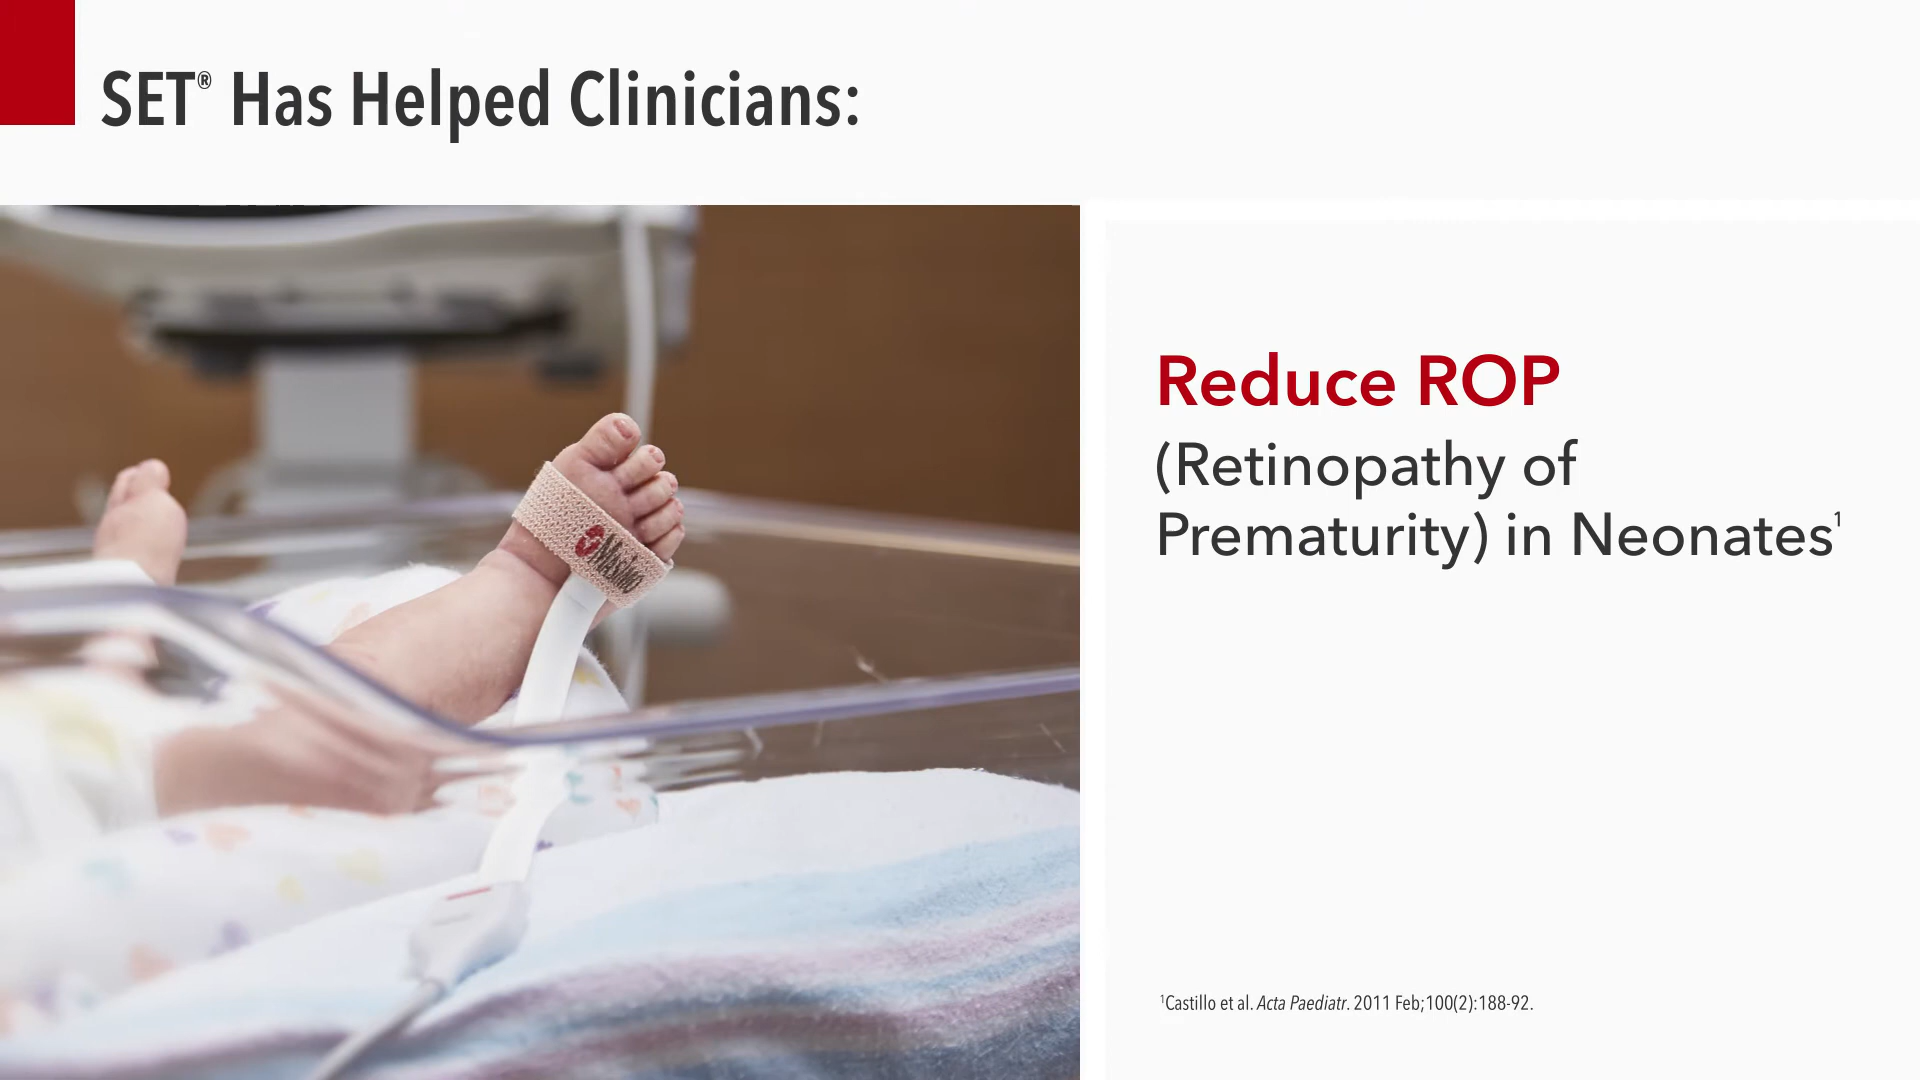 SET® Has Helped Clinicians:
Masimo
Reduce ROP
(Retinopathy of
Prematurity) in Neonates¹
¹Castillo et al. Acta Paediatr. 2011 Feb;100(2):188-92.